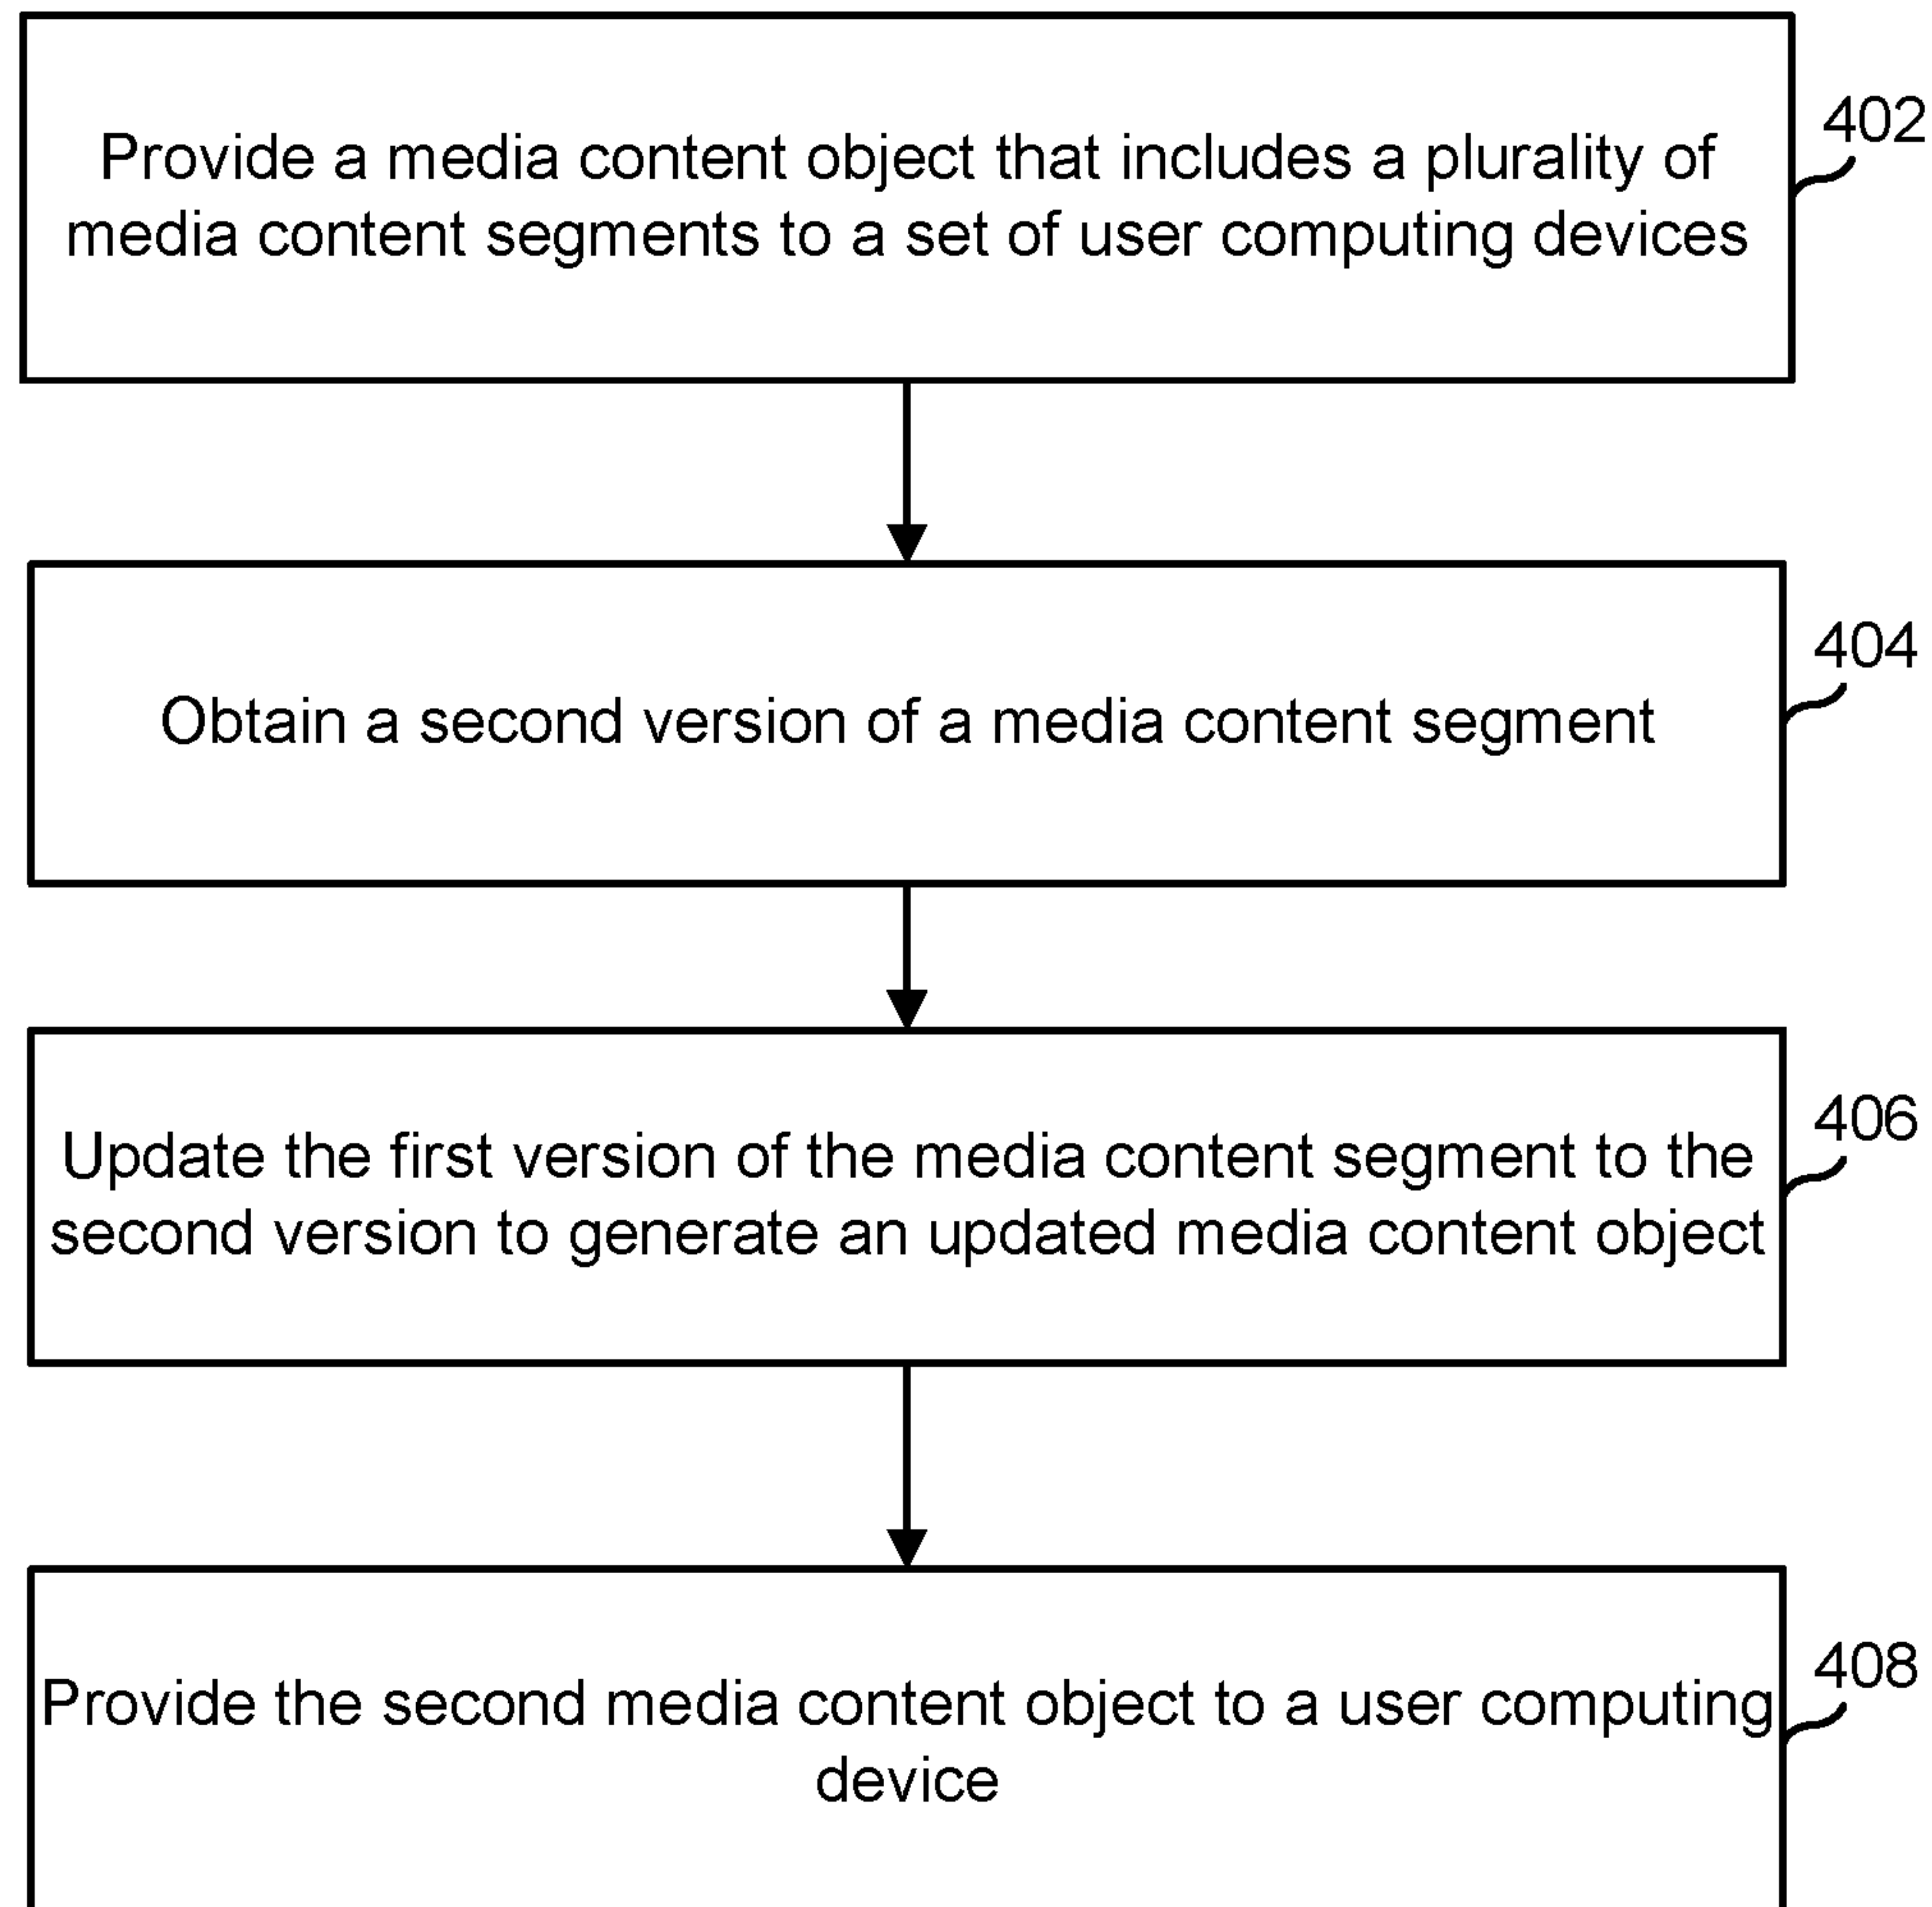 Provide a media content object that includes a plurality of
media content segments to a set of user computing devices
402
Obtain a second version of a media content segment
404
Update the first version of the media content segment to the
second version to generate an updated media content object
406
Provide the second media content object to a user computing
device
408